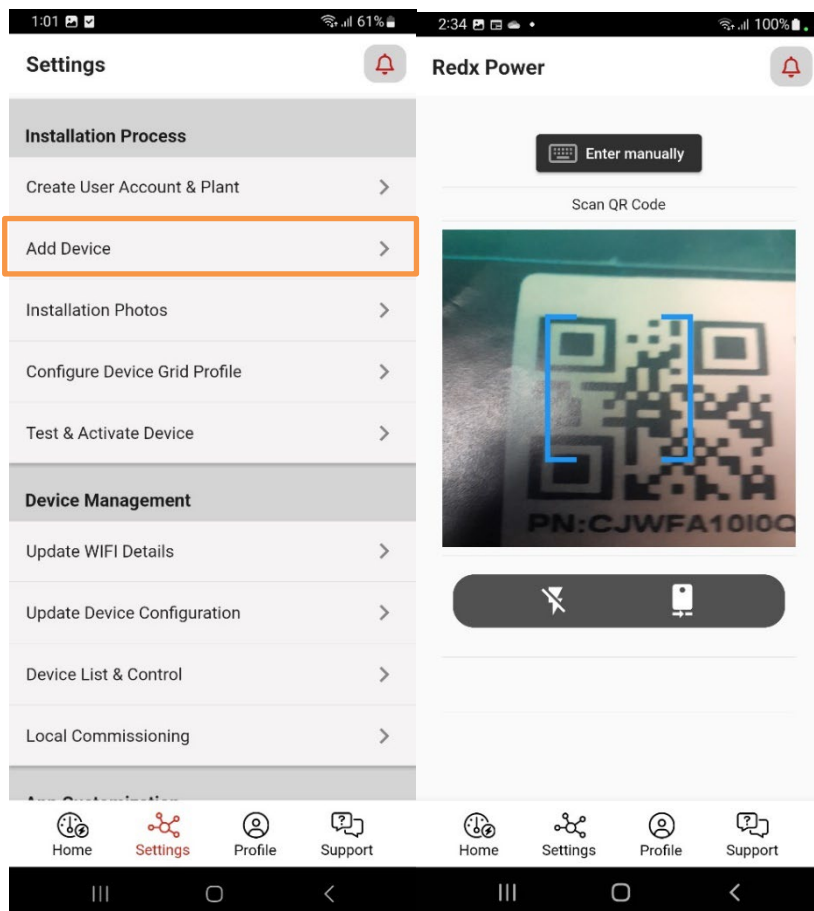 1:01
61%
Settings
Installation Process
Create User Account & Plant
Add Device
Installation Photos
Configure Device Grid Profile
Test & Activate Device
Device Management
Update WIFI Details
Update Device Configuration
Device List & Control
Local Commissioning
Home
Settings
Profile
Support
2:34
100%
Redx Power
Enter manually
Scan QR Code
PN:CJWFA10I0Q
Home
Settings
Profile
Support